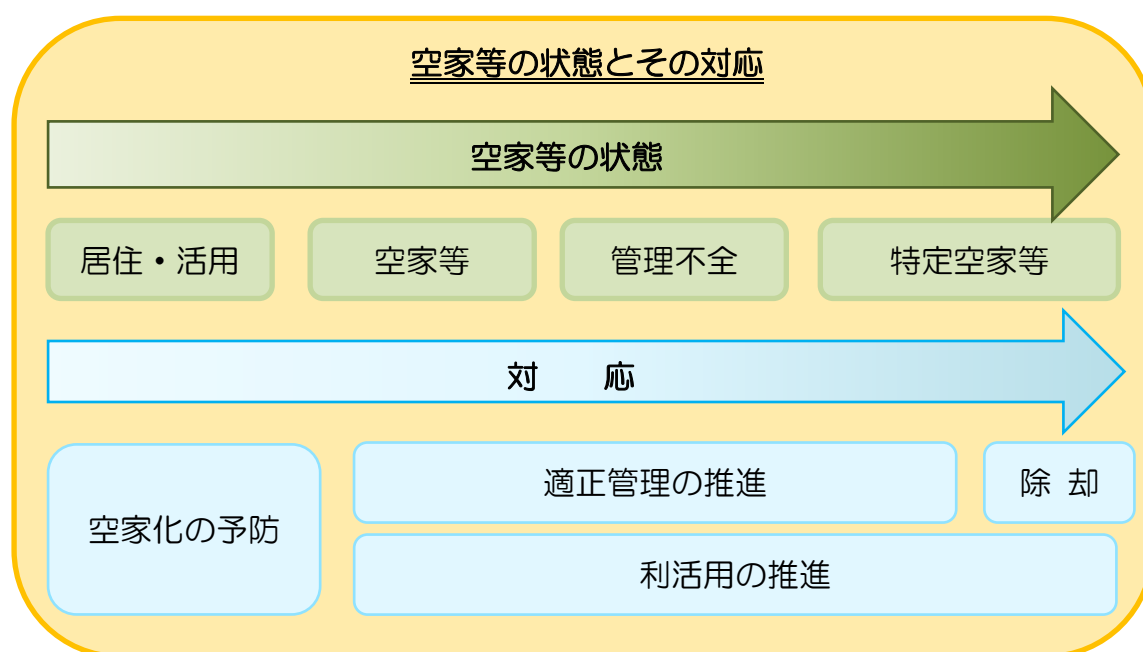 空家等の状態とその対応
空家等の状態
居住・活用
空家等
管理不全
特定空家等
対　　応
空家化の予防
適正管理の推進
除 却
利活用の推進